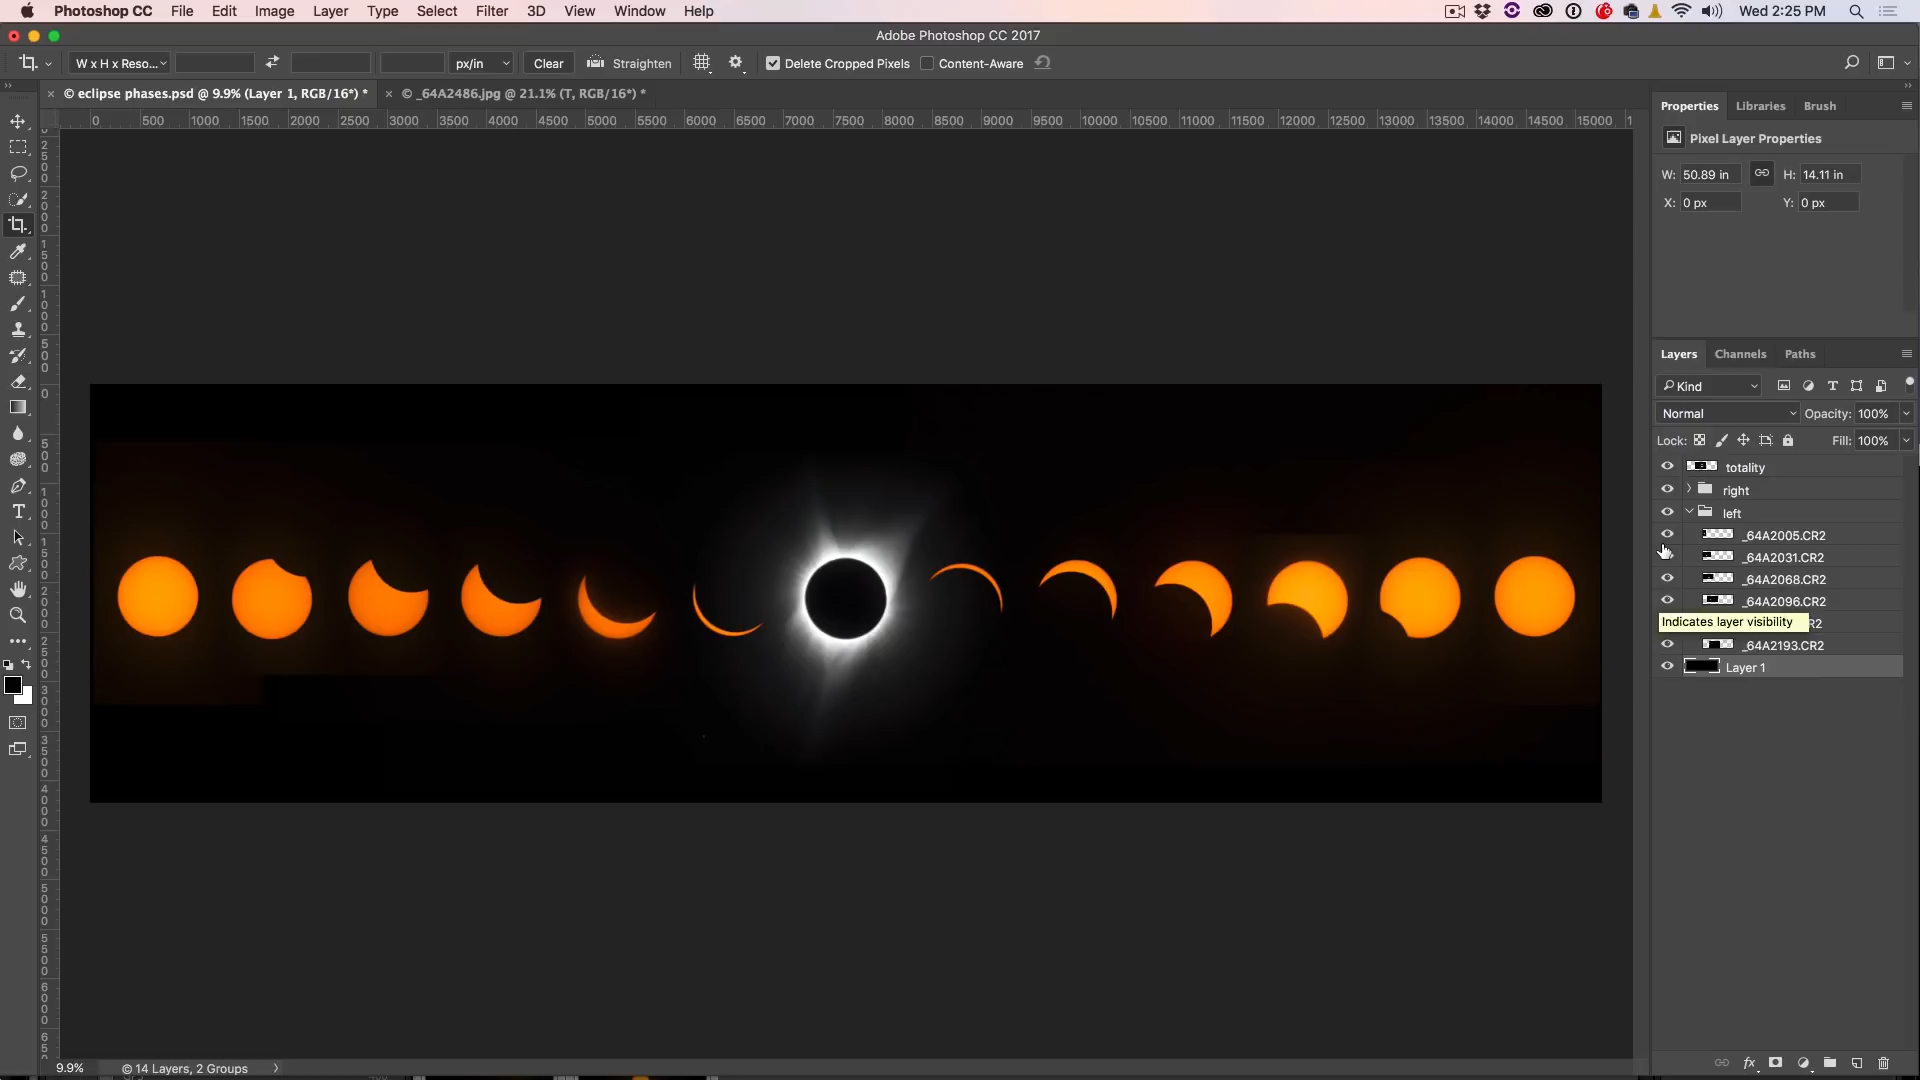 Photoshop CC File Edit Image Layer Type Select Filter 3D View Window Help Wed 2:25 PM
Adobe Photoshop CC 2017
W x H x Reso... px/in Clear Straighten Delete Cropped Pixels Content-Aware
© eclipse phases.psd @ 9.9% (Layer 1, RGB/16*) * © _64A2486.jpg @ 21.1% (T, RGB/16*) *
0 500 1000 1500 2000 2500 3000 3500 4000 4500 5000 5500 6000 6500 7000 7500 8000 8500 9000 9500 10000 10500 11000 11500 12000 12500 13000 13500 14000 14500 15000 1
Properties Libraries Brush
Pixel Layer Properties
W: 50.89 in H: 14.11 in
X: 0 px Y: 0 px
Layers Channels Paths
Kind
Normal Opacity: 100%
Lock: Fill: 100%
totality
right
left
_64A2005.CR2
_64A2031.CR2
_64A2068.CR2
_64A2096.CR2
Indicates layer visibility R2
_64A2193.CR2
Layer 1
9.9% © 14 Layers, 2 Groups